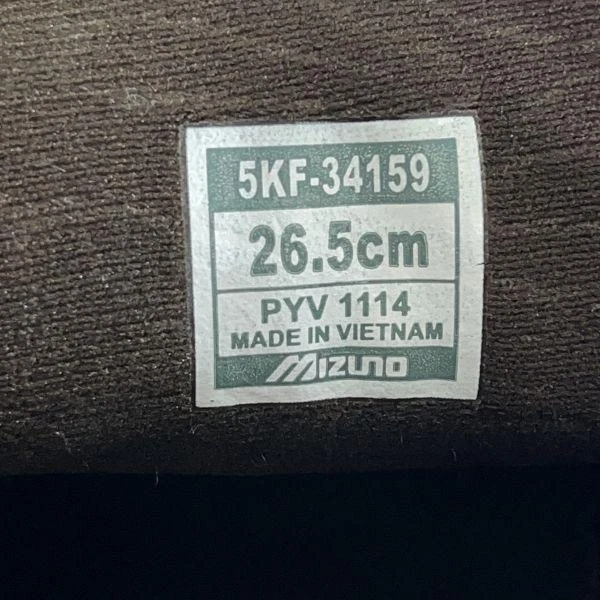 5KF-34159
26.5cm
PYV 1114
MADE IN VIETNAM
MIZUNO